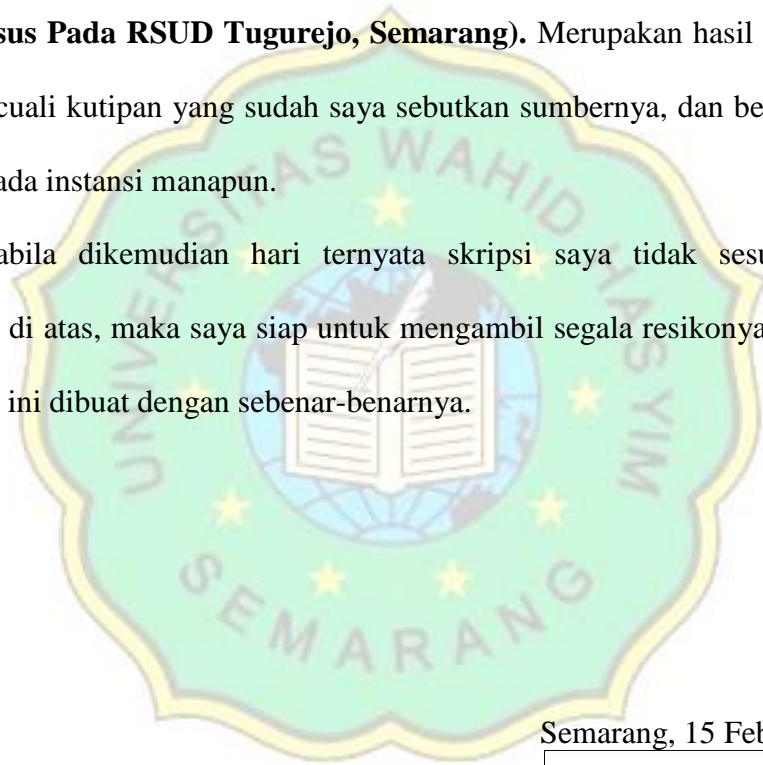 sus Pada RSUD Tugurejo, Semarang). Merupakan hasil
cuali kutipan yang sudah saya sebutkan sumbernya, dan be
ada instansi manapun.
abila dikemudian hari ternyata skripsi saya tidak sesu
di atas, maka saya siap untuk mengambil segala resikonya
ini dibuat dengan sebenar-benarnya.
UNIVERSITAS WAHID HASYIM
SEMARANG
Semarang, 15 Feb